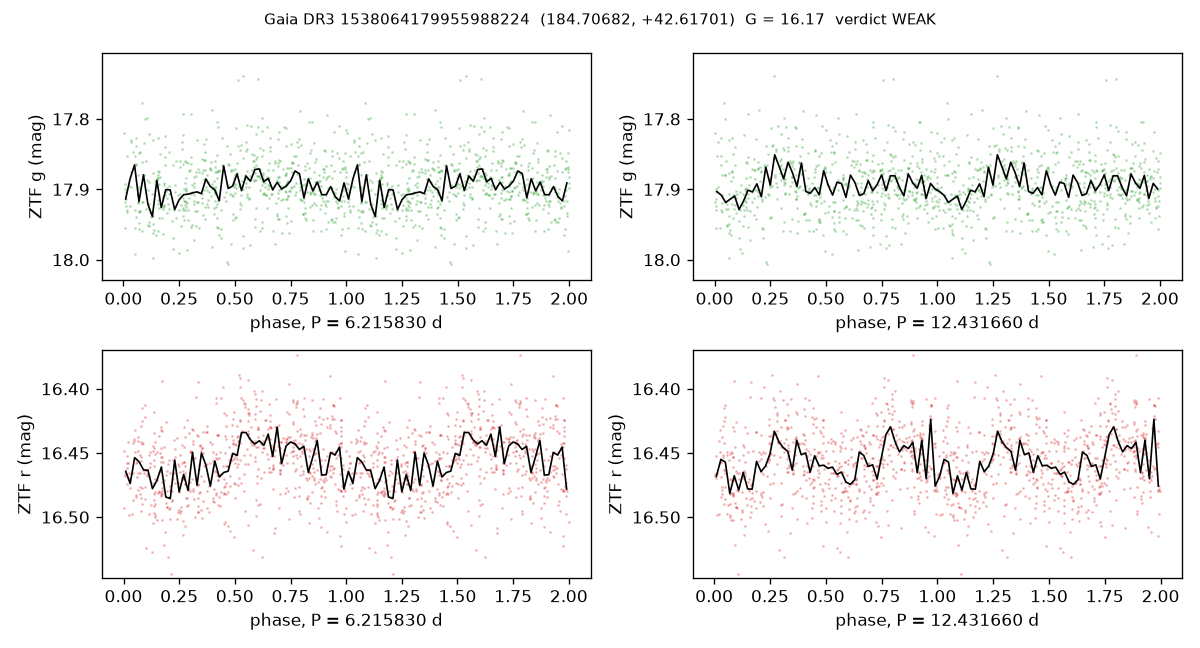 Gaia DR3 1538064179955988224 (184.70682, +42.61701) G = 16.17 verdict WEAK
ZTF g (mag)
17.8
17.9
18.0
0.00 0.25 0.50 0.75 1.00 1.25 1.50 1.75 2.00
phase, P = 6.215830 d
ZTF g (mag)
17.8
17.9
18.0
0.00 0.25 0.50 0.75 1.00 1.25 1.50 1.75 2.00
phase, P = 12.431660 d
ZTF r (mag)
16.40
16.45
16.50
0.00 0.25 0.50 0.75 1.00 1.25 1.50 1.75 2.00
phase, P = 6.215830 d
ZTF r (mag)
16.40
16.45
16.50
0.00 0.25 0.50 0.75 1.00 1.25 1.50 1.75 2.00
phase, P = 12.431660 d